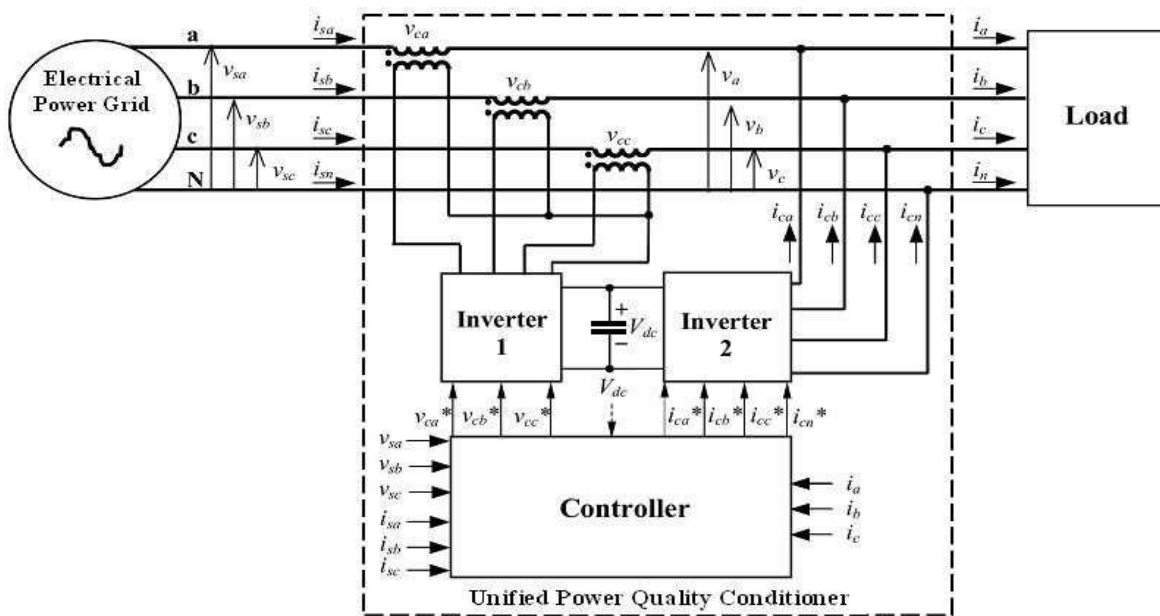 a
i_sa
v_ca
i_a
Electrical
Power Grid
v_sa
b
i_sb
v_cb
v_a
i_b
Load
v_sb
c
i_sc
v_cc
v_b
i_c
v_sc
N
i_sn
v_c
i_n
i_ca
i_cb
i_cc
i_cn
Inverter
1
+
V_dc
−
Inverter
2
V_dc
v_ca*
v_cb*
v_cc*
i_ca*
i_cb*
i_cc*
i_cn*
v_sa
v_sb
v_sc
i_sa
i_sb
i_sc
Controller
i_a
i_b
i_c
Unified Power Quality Conditioner